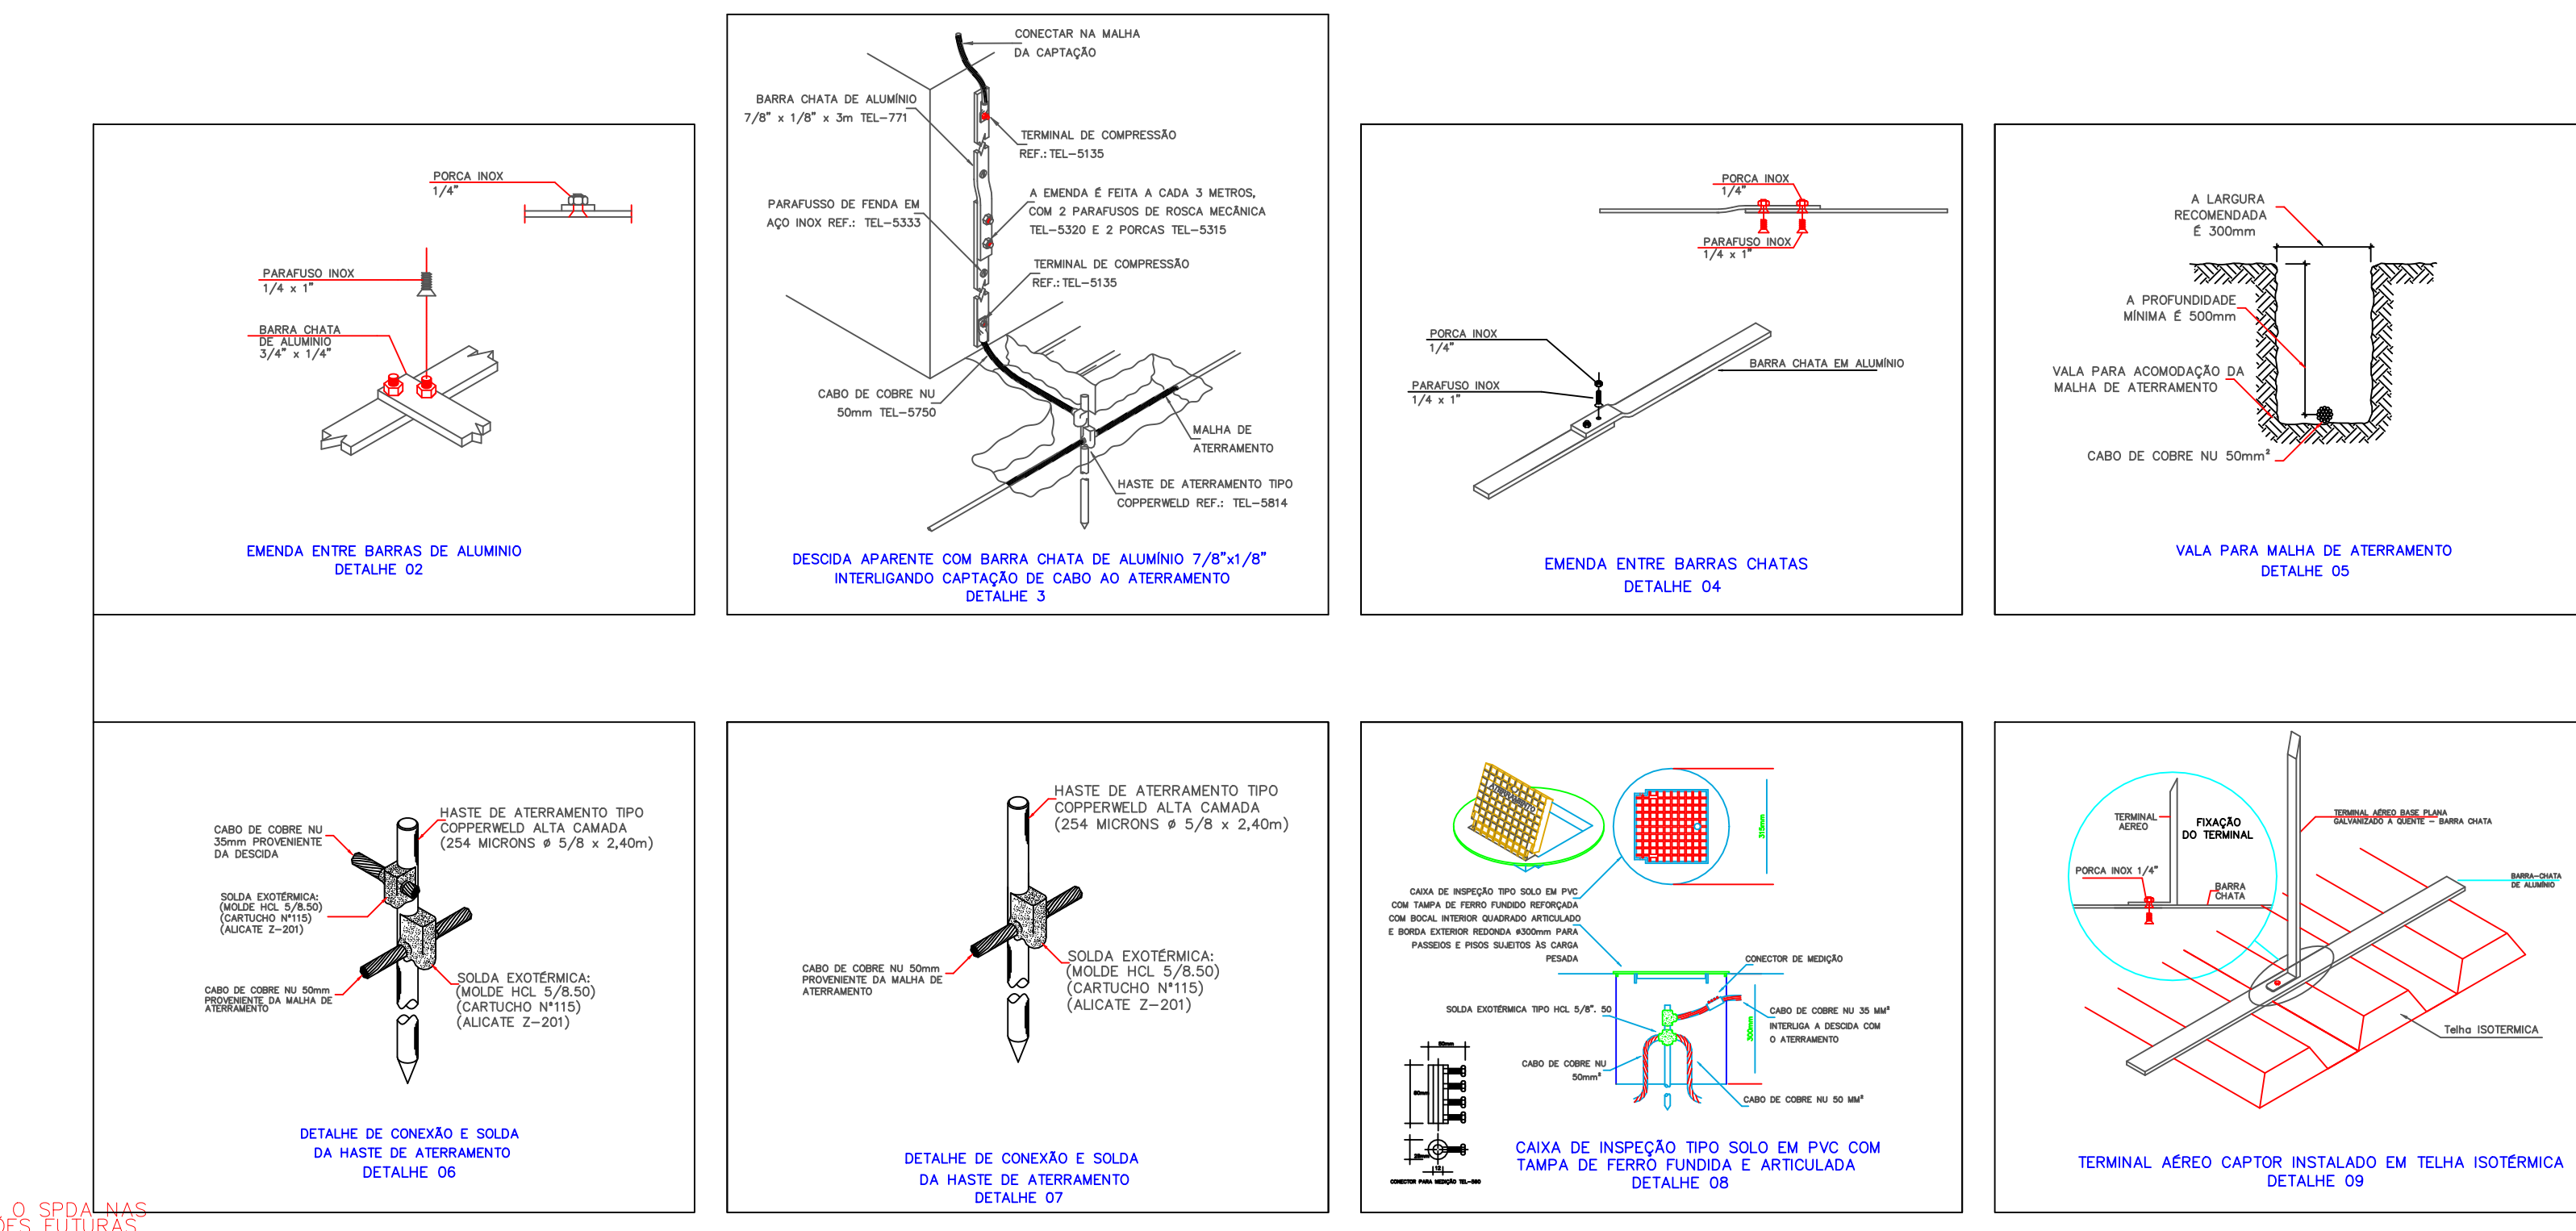 PORCA INOX
1/4"
PARAFUSO INOX
1/4 x 1"
BARRA CHATA
DE ALUMINIO
3/4" x 1/4"
EMENDA ENTRE BARRAS DE ALUMINIO
DETALHE 02
CONECTAR NA MALHA
DA CAPTAÇÃO
BARRA CHATA DE ALUMÍNIO
7/8" x 1/8" x 3m TEL-771
TERMINAL DE COMPRESSÃO
REF.: TEL-5135
PARAFUSSO DE FENDA EM
AÇO INOX REF.: TEL-5333
A EMENDA É FEITA A CADA 3 METROS,
COM 2 PARAFUSOS DE ROSCA MECÃNICA
TEL-5320 E 2 PORCAS TEL-5315
TERMINAL DE COMPRESSÃO
REF.: TEL-5135
CABO DE COBRE NU
50mm TEL-5750
MALHA DE
ATERRAMENTO
HASTE DE ATERRAMENTO TIPO
COPPERWELD REF.: TEL-5814
DESCIDA APARENTE COM BARRA CHATA DE ALUMÍNIO 7/8"x1/8"
INTERLIGANDO CAPTAÇÃO DE CABO AO ATERRAMENTO
DETALHE 3
PORCA INOX
1/4"
PARAFUSO INOX
1/4 x 1"
PORCA INOX
1/4"
PARAFUSO INOX
1/4 x 1"
BARRA CHATA EM ALUMÍNIO
EMENDA ENTRE BARRAS CHATAS
DETALHE 04
A LARGURA
RECOMENDADA
É 300mm
A PROFUNDIDADE
MÍNIMA É 500mm
VALA PARA ACOMODAÇÃO DA
MALHA DE ATERRAMENTO
CABO DE COBRE NU 50mm²
VALA PARA MALHA DE ATERRAMENTO
DETALHE 05
CABO DE COBRE NU
35mm PROVENIENTE
DA DESCIDA
HASTE DE ATERRAMENTO TIPO
COPPERWELD ALTA CAMADA
(254 MICRONS ø 5/8 x 2,40m)
SOLDA EXOTÉRMICA:
(MOLDE HCL 5/8.50)
(CARTUCHO N°115)
(ALICATE Z-201)
CABO DE COBRE NU 50mm
PROVENIENTE DA MALHA DE
ATERRAMENTO
SOLDA EXOTÉRMICA:
(MOLDE HCL 5/8.50)
(CARTUCHO N°115)
(ALICATE Z-201)
DETALHE DE CONEXÃO E SOLDA
DA HASTE DE ATERRAMENTO
DETALHE 06
HASTE DE ATERRAMENTO TIPO
COPPERWELD ALTA CAMADA
(254 MICRONS ø 5/8 x 2,40m)
CABO DE COBRE NU 50mm
PROVENIENTE DA MALHA DE
ATERRAMENTO
SOLDA EXOTÉRMICA:
(MOLDE HCL 5/8.50)
(CARTUCHO N°115)
(ALICATE Z-201)
DETALHE DE CONEXÃO E SOLDA
DA HASTE DE ATERRAMENTO
DETALHE 07
ATERRAMENTO
315mm
CAIXA DE INSPEÇÃO TIPO SOLO EM PVC
COM TAMPA DE FERRO FUNDIDO REFORÇADA
COM BOCAL INTERIOR QUADRADO ARTICULADO
E BORDA EXTERIOR REDONDA ø300mm PARA
PASSEIOS E PISOS SUJEITOS ÀS CARGA
PESADA
CONECTOR DE MEDIÇÃO
SOLDA EXOTÉRMICA TIPO HCL 5/8". 50
CABO DE COBRE NU 35 MM²
INTERLIGA A DESCIDA COM
O ATERRAMENTO
300mm
CABO DE COBRE NU
50mm²
CABO DE COBRE NU 50 MM²
CONECTOR PARA MEDIÇÃO TEL-560
CAIXA DE INSPEÇÃO TIPO SOLO EM PVC COM
TAMPA DE FERRO FUNDIDA E ARTICULADA
DETALHE 08
TERMINAL
AEREO
FIXAÇÃO
DO TERMINAL
PORCA INOX 1/4"
BARRA
CHATA
TERMINAL AÉREO BASE PLANA
GALVANIZADO A QUENTE - BARRA CHATA
BARRA-CHATA
DE ALUMÍNIO
Telha ISOTERMICA
TERMINAL AÉREO CAPTOR INSTALADO EM TELHA ISOTÉRMICA
DETALHE 09
O SPDA NAS
ÕES FUTURAS